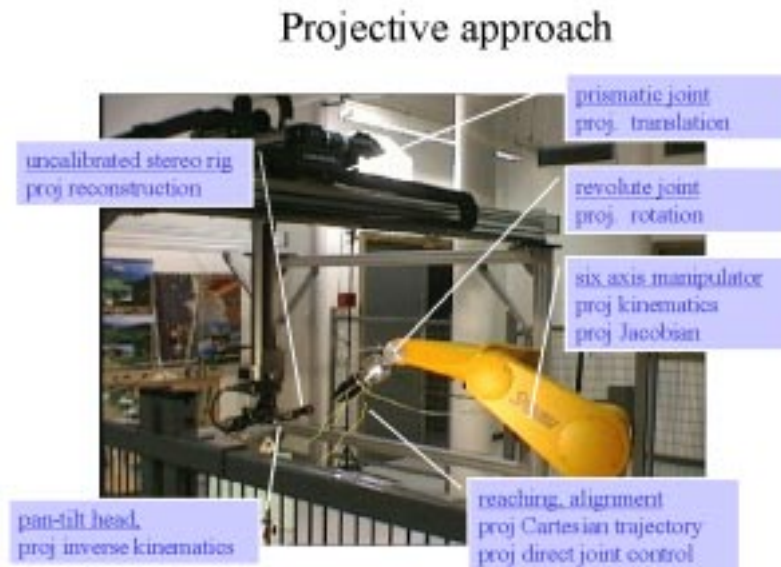 Projective approach
prismatic joint
proj. translation
uncalibrated stereo rig
proj reconstruction
revolute joint
proj. rotation
six axis manipulator
proj kinematics
proj Jacobian
pan-tilt head,
proj inverse kinematics
reaching, alignment
proj Cartesian trajectory
proj direct joint control